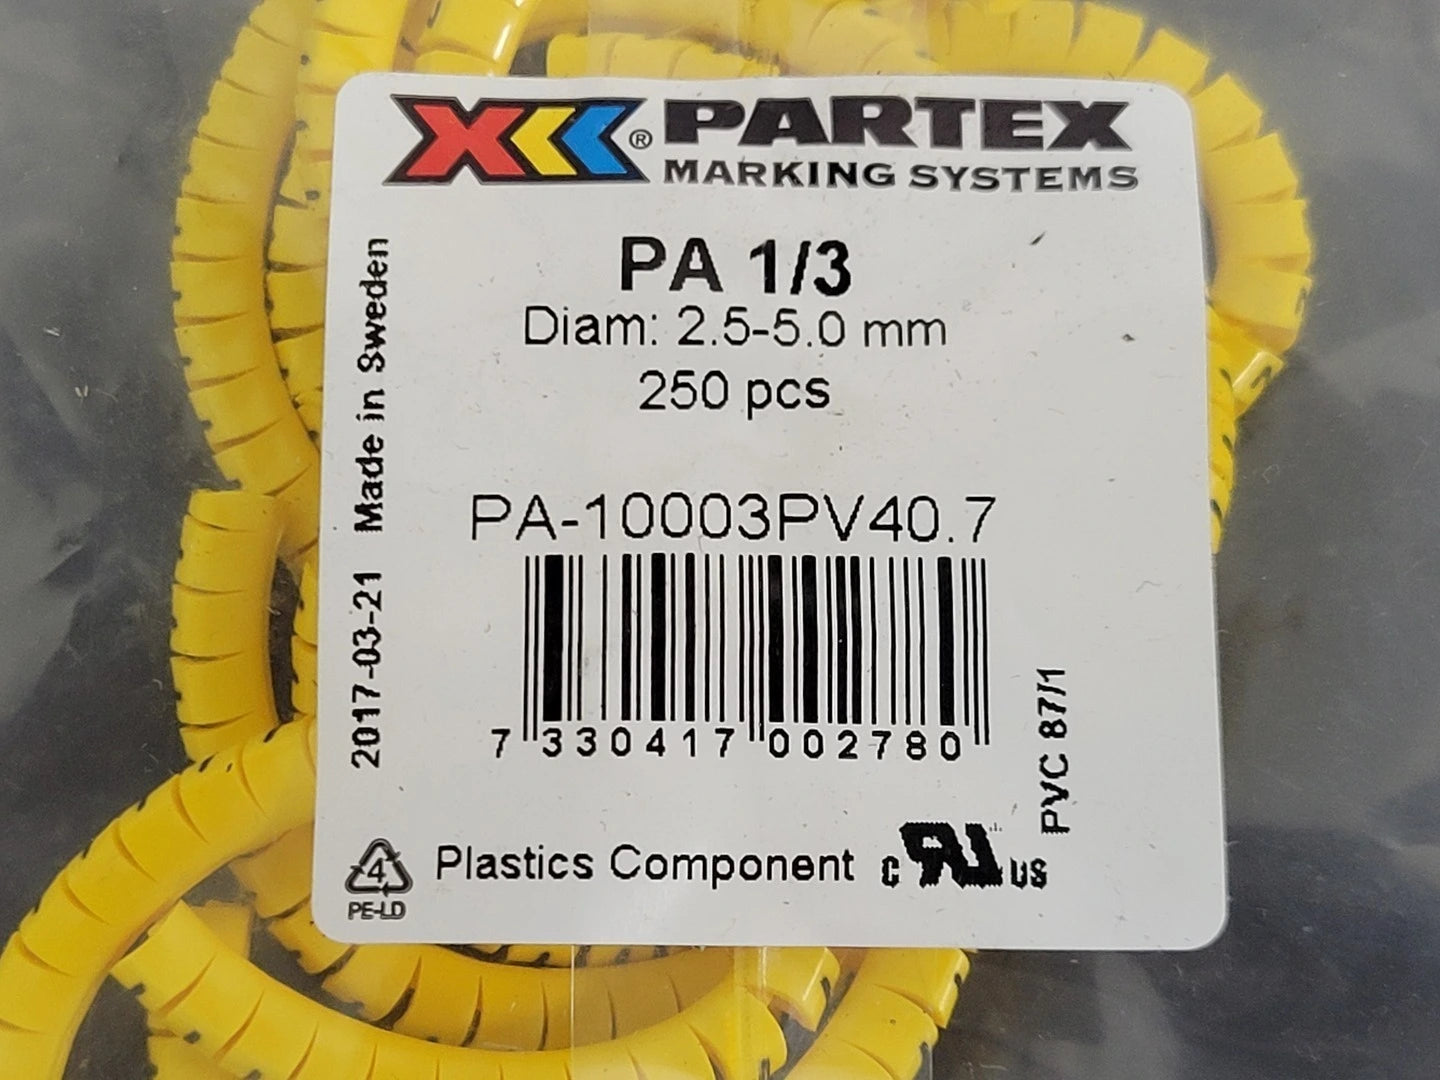 ® PARTEX
MARKING SYSTEMS
PA 1/3
Diam: 2.5-5.0 mm
250 pcs
2017-03-21 Made in Sweden
PA-10003PV40.7
7 330417 002780
PVC 87/1
4
PE-LD
Plastics Component c RU US